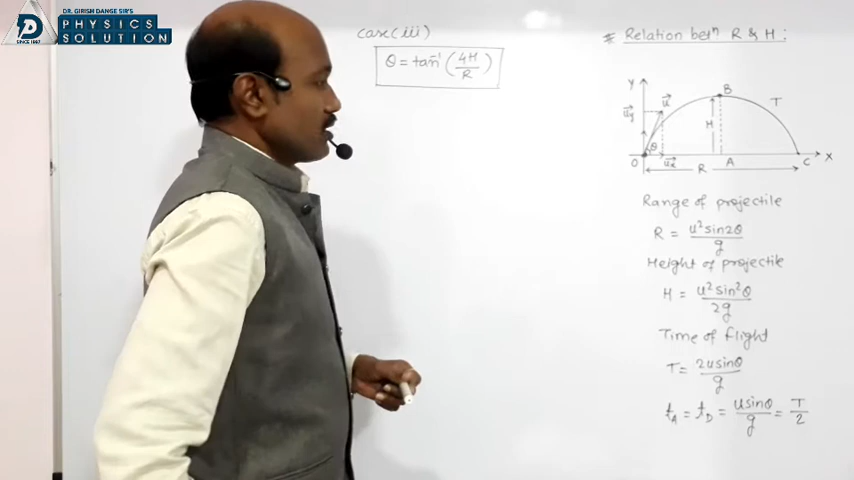 DR. GIRISH DANGE SIR'S
PHYSICS
SOLUTION
SINCE 1997
case (iii)
θ = tan⁻¹ (4H/R)
* Relation betⁿ R & H :
Y
B
T
u⃗
u⃗y
H
θ
O
u⃗x
A
C
X
R
Range of projectile
R = u² sin2θ / g
Height of projectile
H = u² sin²θ / 2g
Time of flight
T = 2u sinθ / g
tA = tD = u sinθ / g = T / 2